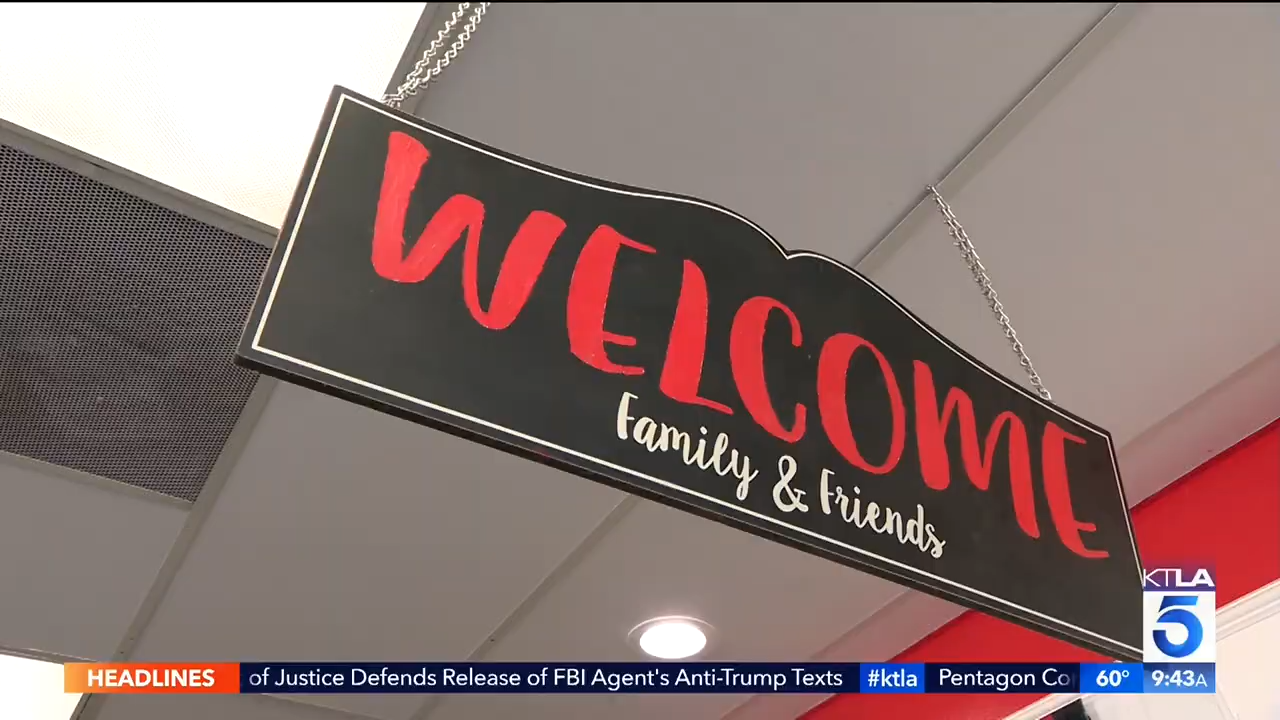 WELCOME
Family & Friends
KTLA
5
HEADLINES of Justice Defends Release of FBI Agent's Anti-Trump Texts #ktla Pentagon 60° 9:43A